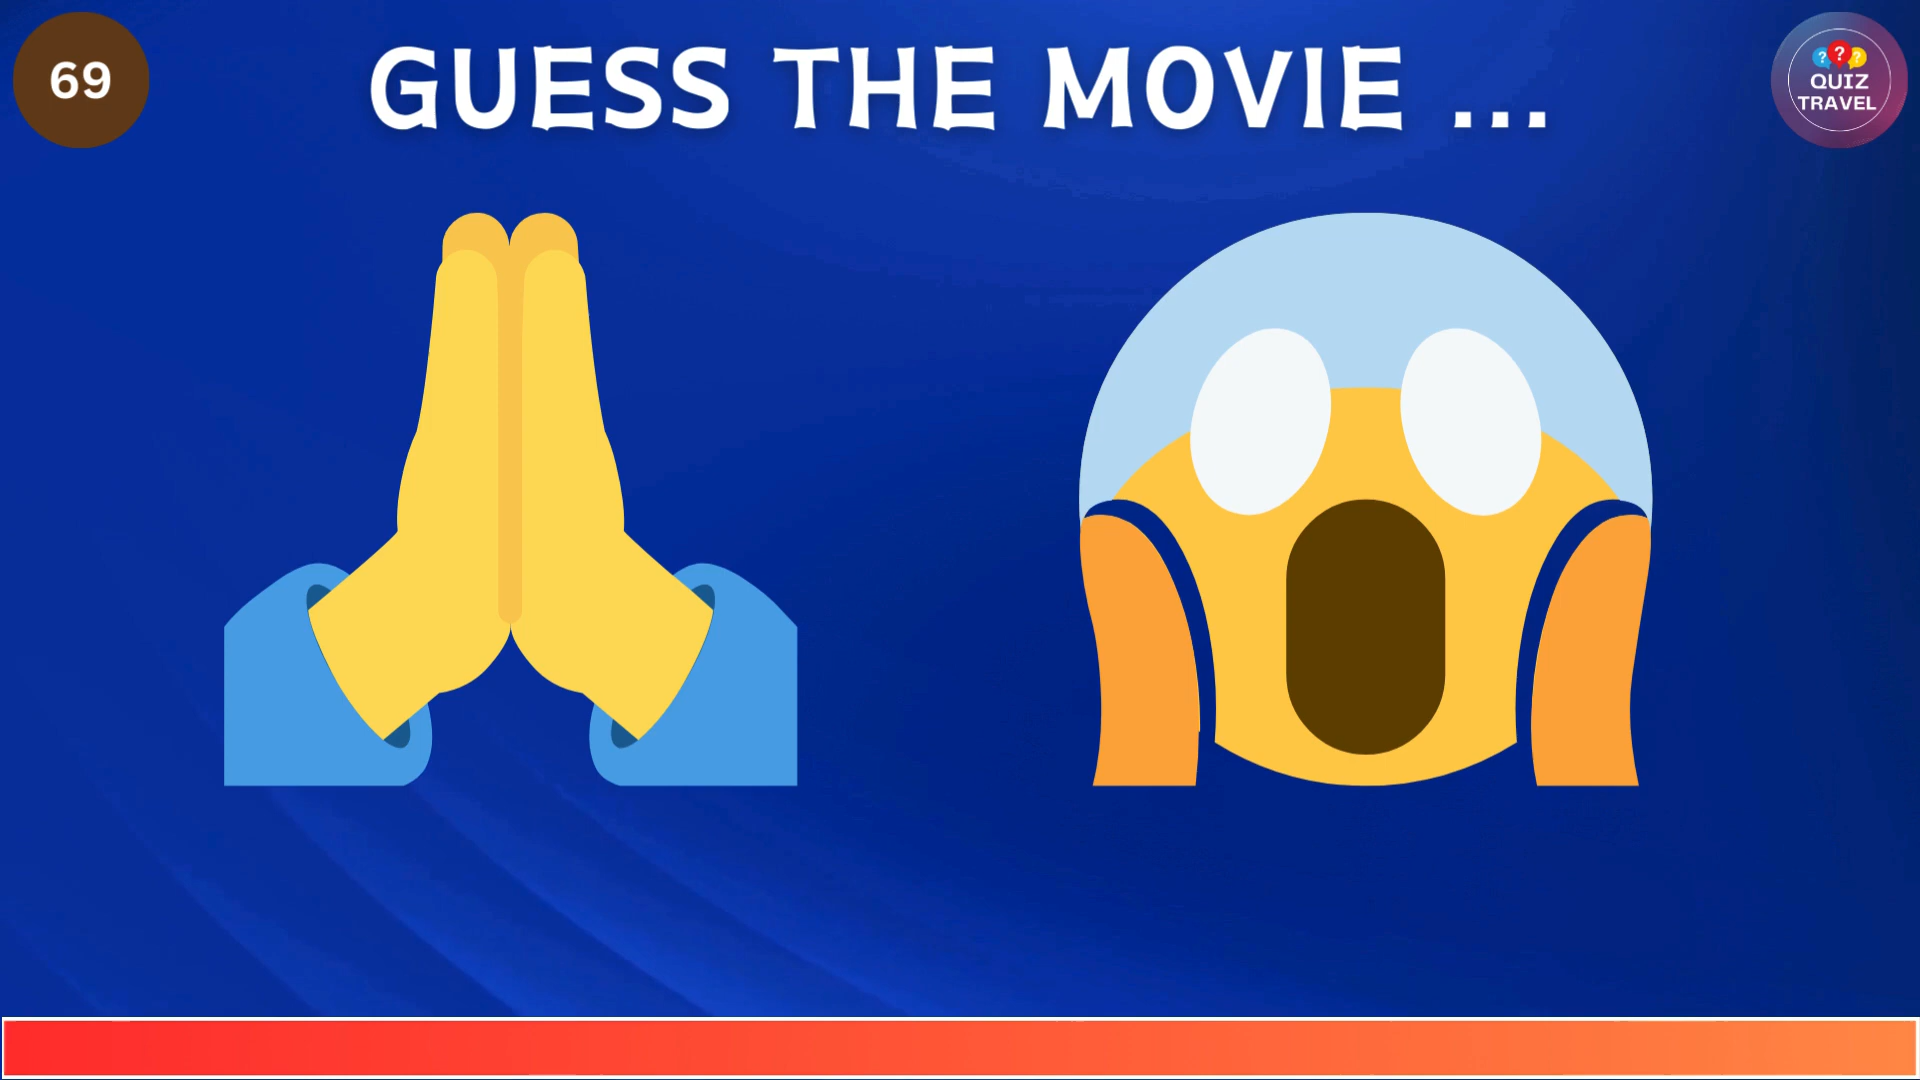 69
GUESS THE MOVIE ...
? ? ?
QUIZ
TRAVEL